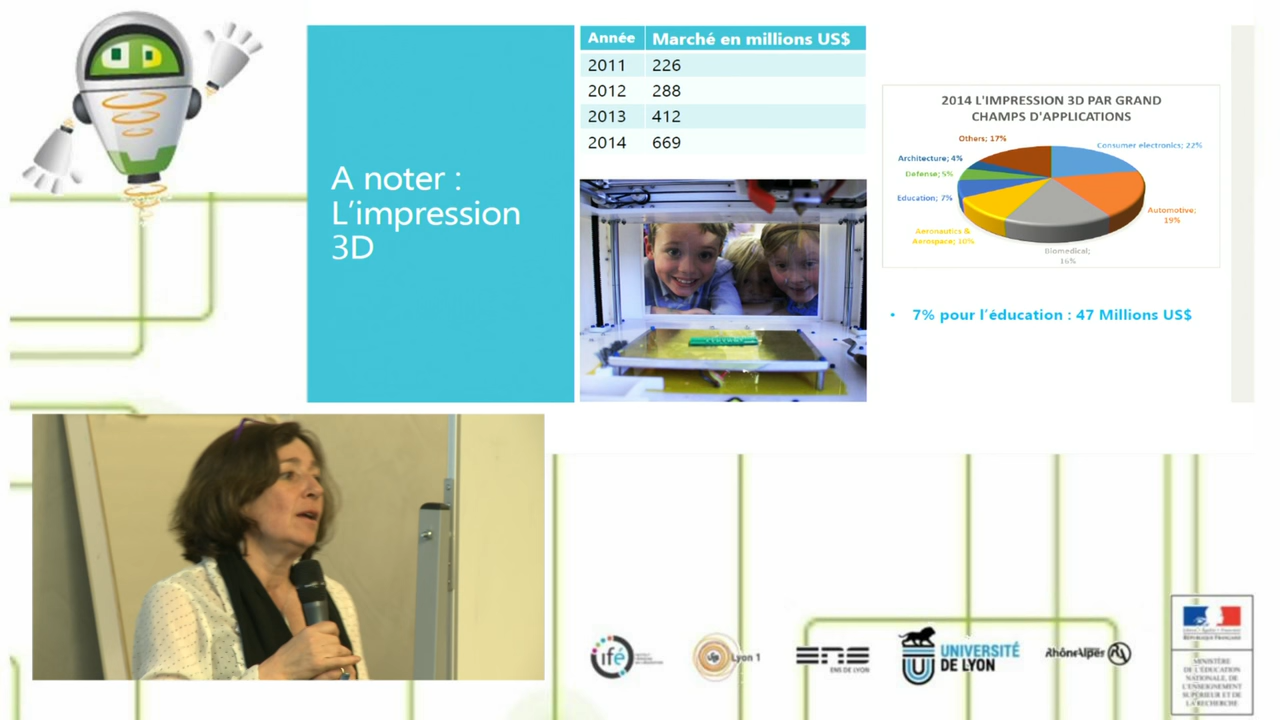 A noter :
L'impression
3D
Année Marché en millions US$
2011 226
2012 288
2013 412
2014 669
2014 L'IMPRESSION 3D PAR GRAND
CHAMPS D'APPLICATIONS
Others; 17%
Consumer electronics; 22%
Architecture; 4%
Defense; 5%
Education; 7%
Automotive;
19%
Aeronautics &
Aerospace; 10%
Biomedical;
16%
• 7% pour l'éducation : 47 Millions US$
ifé
Lyon 1
ENS
ENS DE LYON
UNIVERSITÉ
DE LYON
RhôneAlpes
RÉPUBLIQUE FRANÇAISE
MINISTÈRE
DE L'ÉDUCATION
NATIONALE, DE
L'ENSEIGNEMENT
SUPÉRIEUR ET DE
LA RECHERCHE